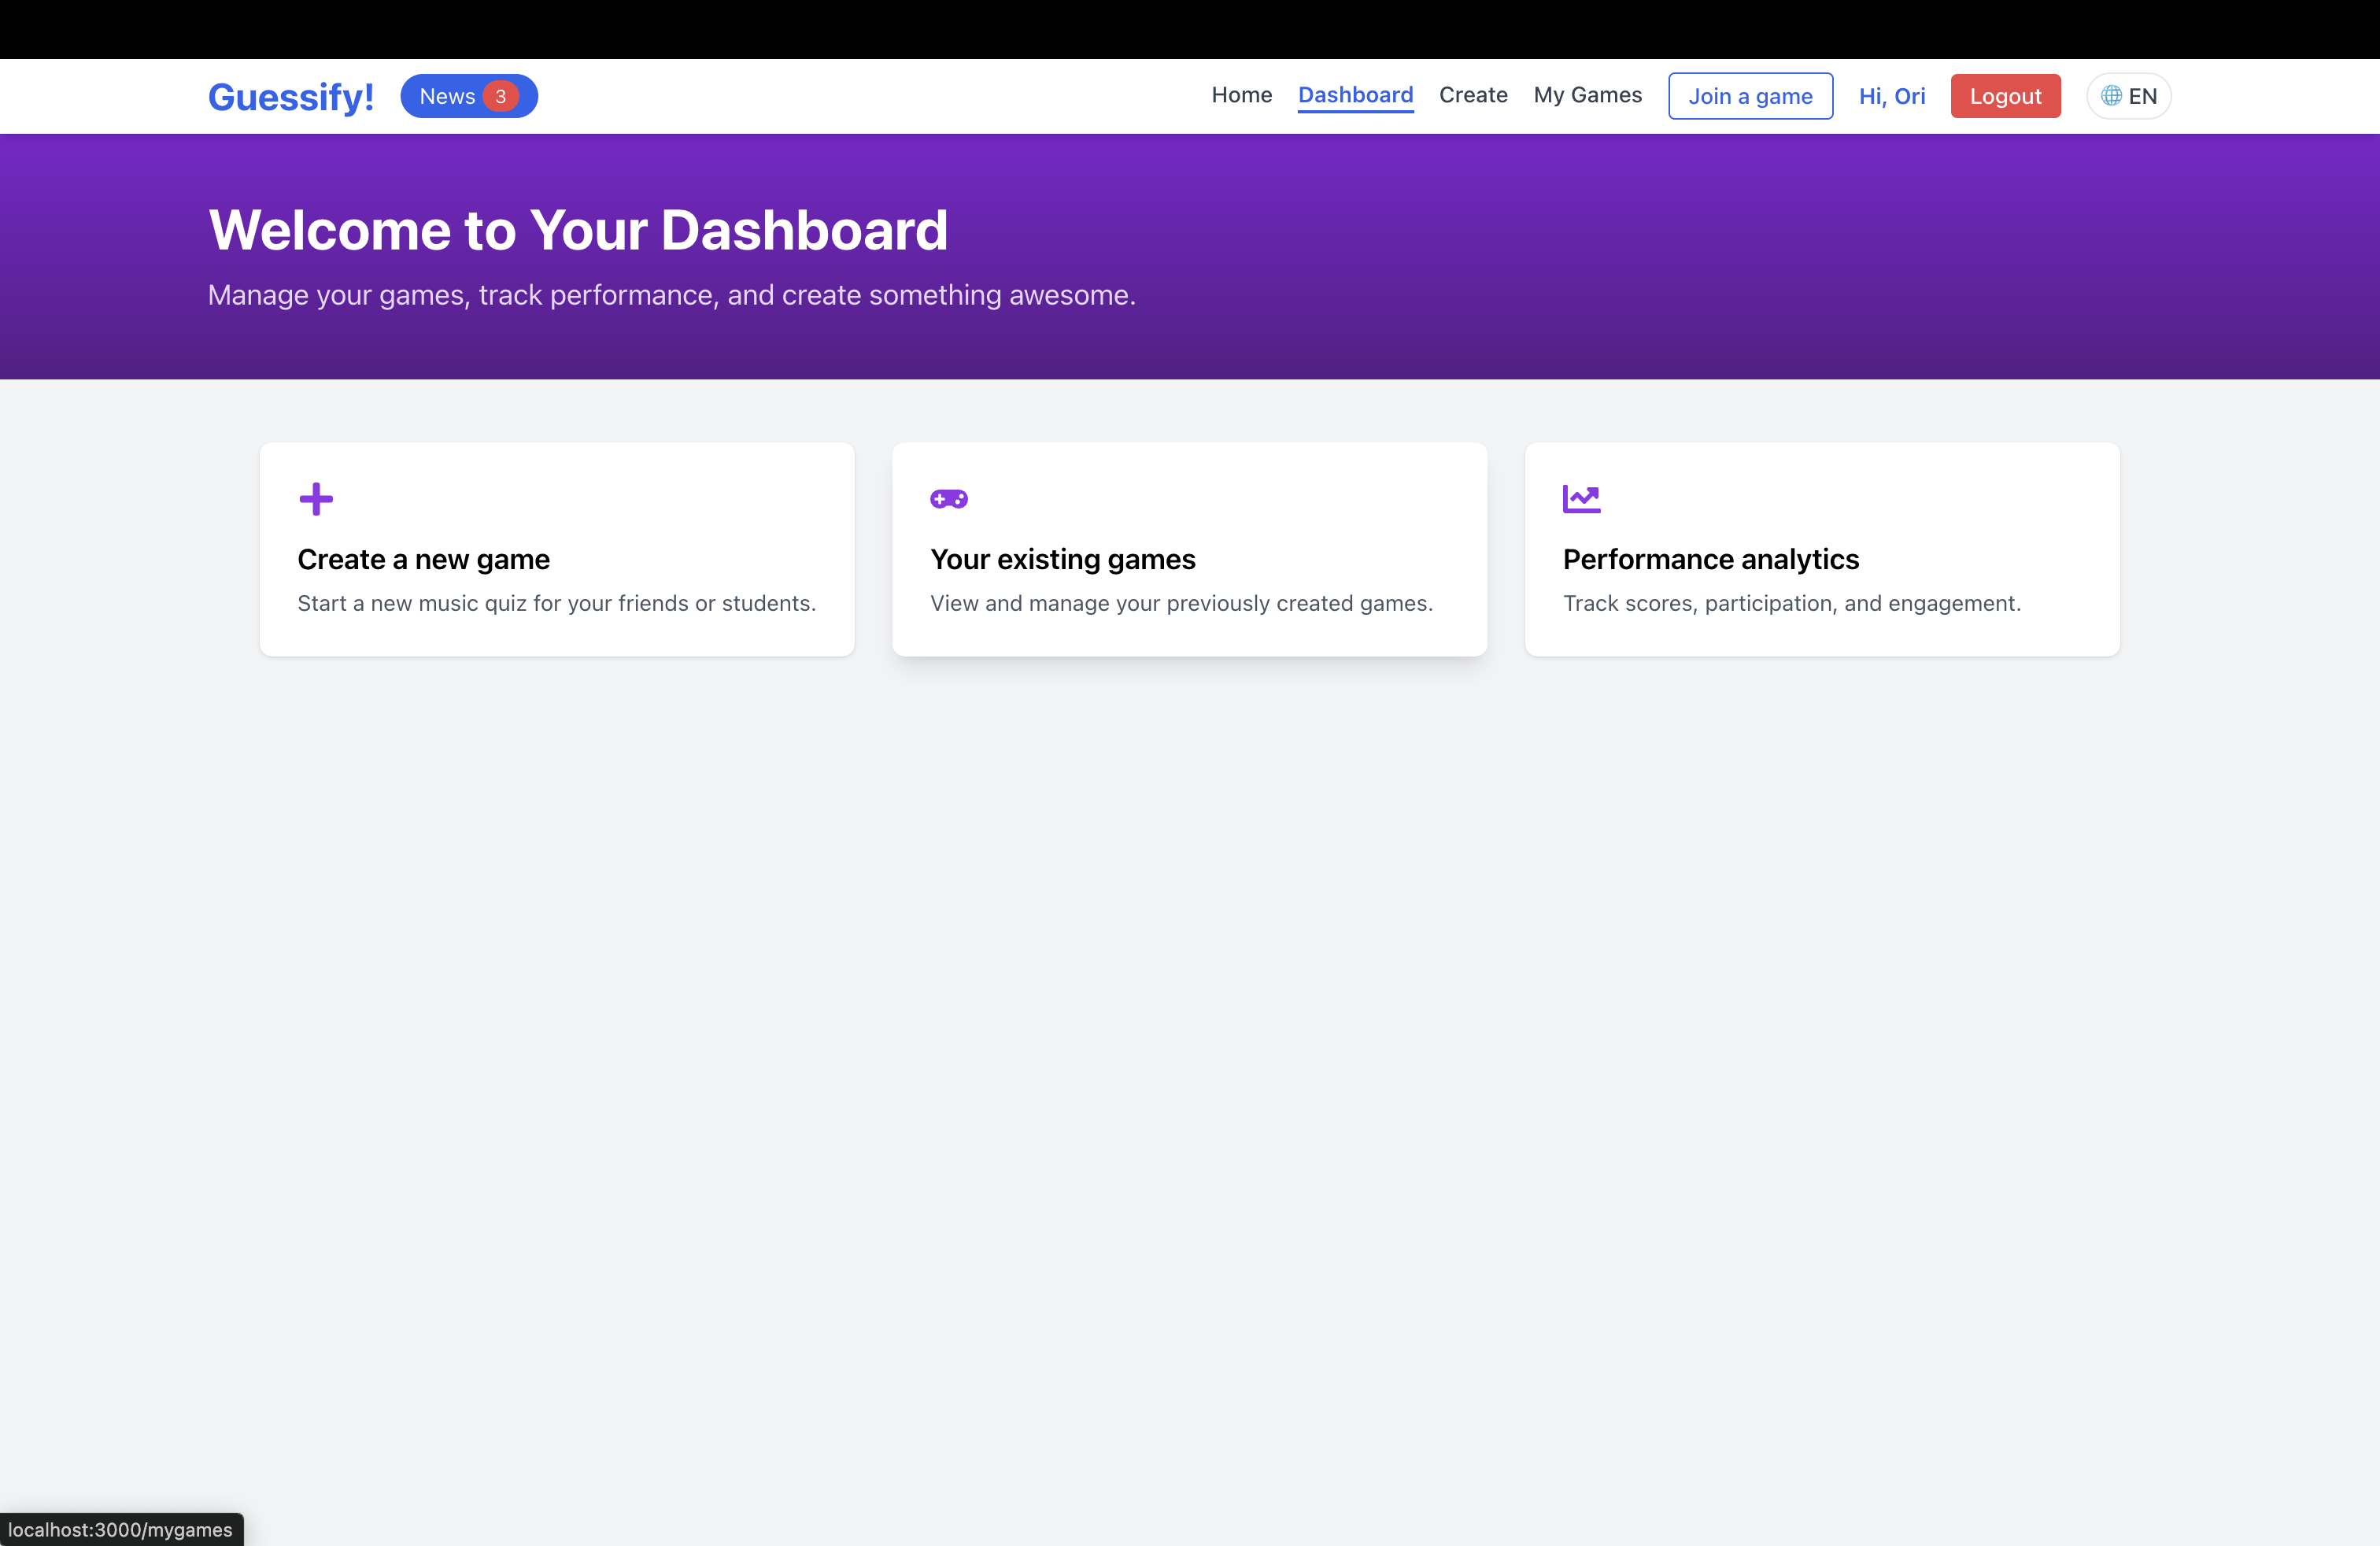 Guessify!
News 3
Home Dashboard Create My Games Join a game Hi, Ori Logout EN
Welcome to Your Dashboard
Manage your games, track performance, and create something awesome.
Create a new game
Start a new music quiz for your friends or students.
Your existing games
View and manage your previously created games.
Performance analytics
Track scores, participation, and engagement.
localhost:3000/mygames